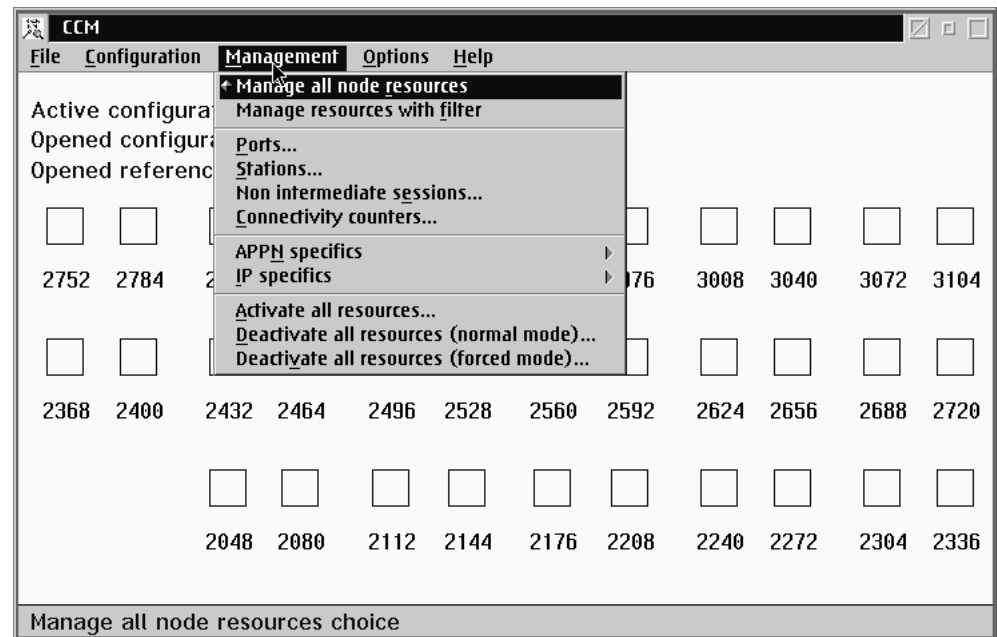 CCM
File Configuration Management Options Help
Manage all node resources
Manage resources with filter
Ports...
Stations...
Non intermediate sessions...
Connectivity counters...
APPN specifics
IP specifics
Activate all resources...
Deactivate all resources (normal mode)...
Deactivate all resources (forced mode)...
Active
Opened
Opened
2752 2784 3008 3040 3072 3104
2368 2400 2432 2464 2496 2528 2560 2592 2624 2656 2688 2720
2048 2080 2112 2144 2176 2208 2240 2272 2304 2336
Manage all node resources choice